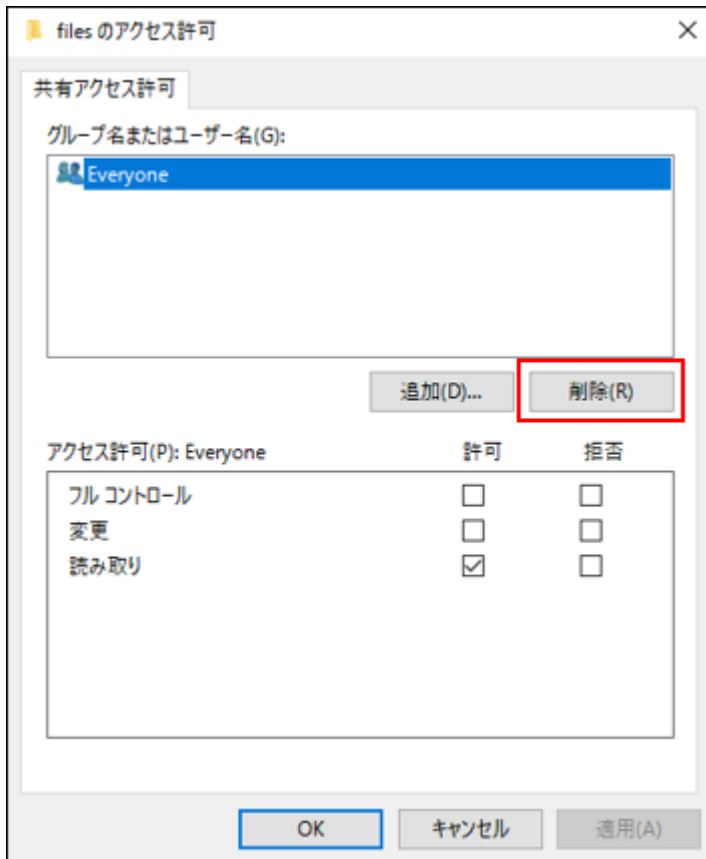 files のアクセス許可
共有アクセス許可
グループ名またはユーザー名(G):
Everyone
追加(D)... 削除(R)
アクセス許可(P): Everyone 許可 拒否
フル コントロール
変更
読み取り
OK キャンセル 適用(A)